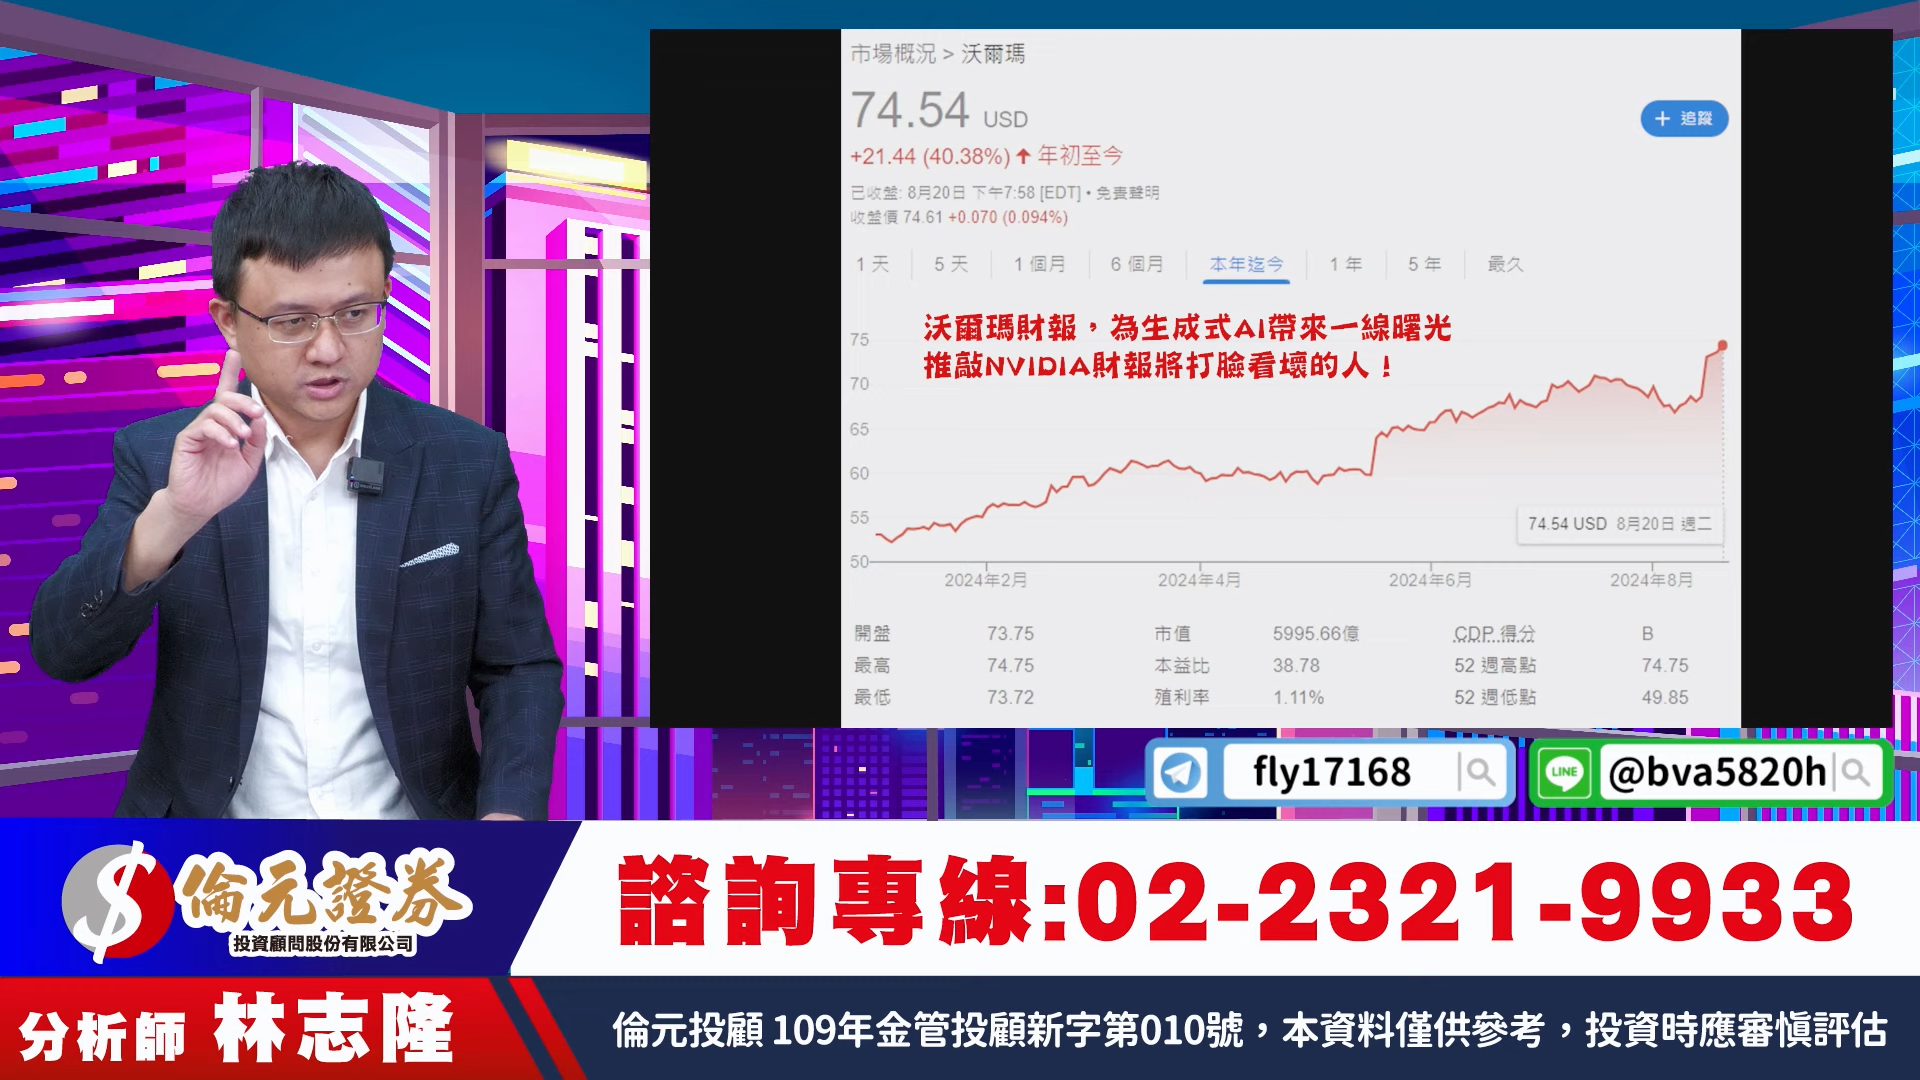 市場概況 > 沃爾瑪
74.54 USD
+ 追蹤
+21.44 (40.38%) ↑ 年初至今
已收盤: 8月20日 下午7:58 [EDT] • 免責聲明
收盤價 74.61 +0.070 (0.094%)
1 天 5 天 1 個月 6 個月 本年迄今 1 年 5 年 最久
沃爾瑪財報，為生成式AI帶來一線曙光
推敲NVIDIA財報將打臉看壞的人！
75
70
65
60
55
50
74.54 USD 8月20日 週二
2024年2月 2024年4月 2024年6月 2024年8月
開盤 73.75 市值 5995.66億 CDP 得分 B
最高 74.75 本益比 38.78 52 週高點 74.75
最低 73.72 殖利率 1.11% 52 週低點 49.85
fly17168
LINE @bva5820h
倫元證券
投資顧問股份有限公司
諮詢專線:02-2321-9933
分析師 林志隆
倫元投顧 109年金管投顧新字第010號，本資料僅供參考，投資時應審慎評估